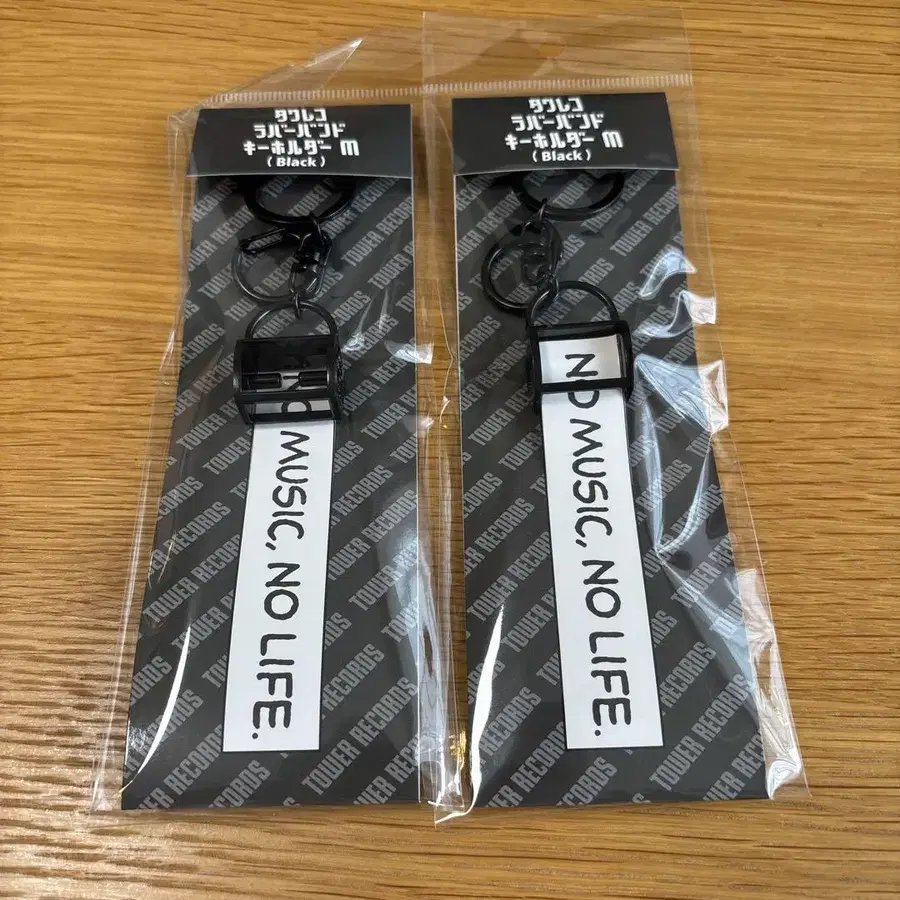 タワレコ
ラバーバンド
キーホルダー M
(Black)
NO MUSIC, NO LIFE.
TOWER RECORDS
タワレコ
ラバーバンド
キーホルダー M
(Black)
NO MUSIC, NO LIFE.
TOWER RECORDS